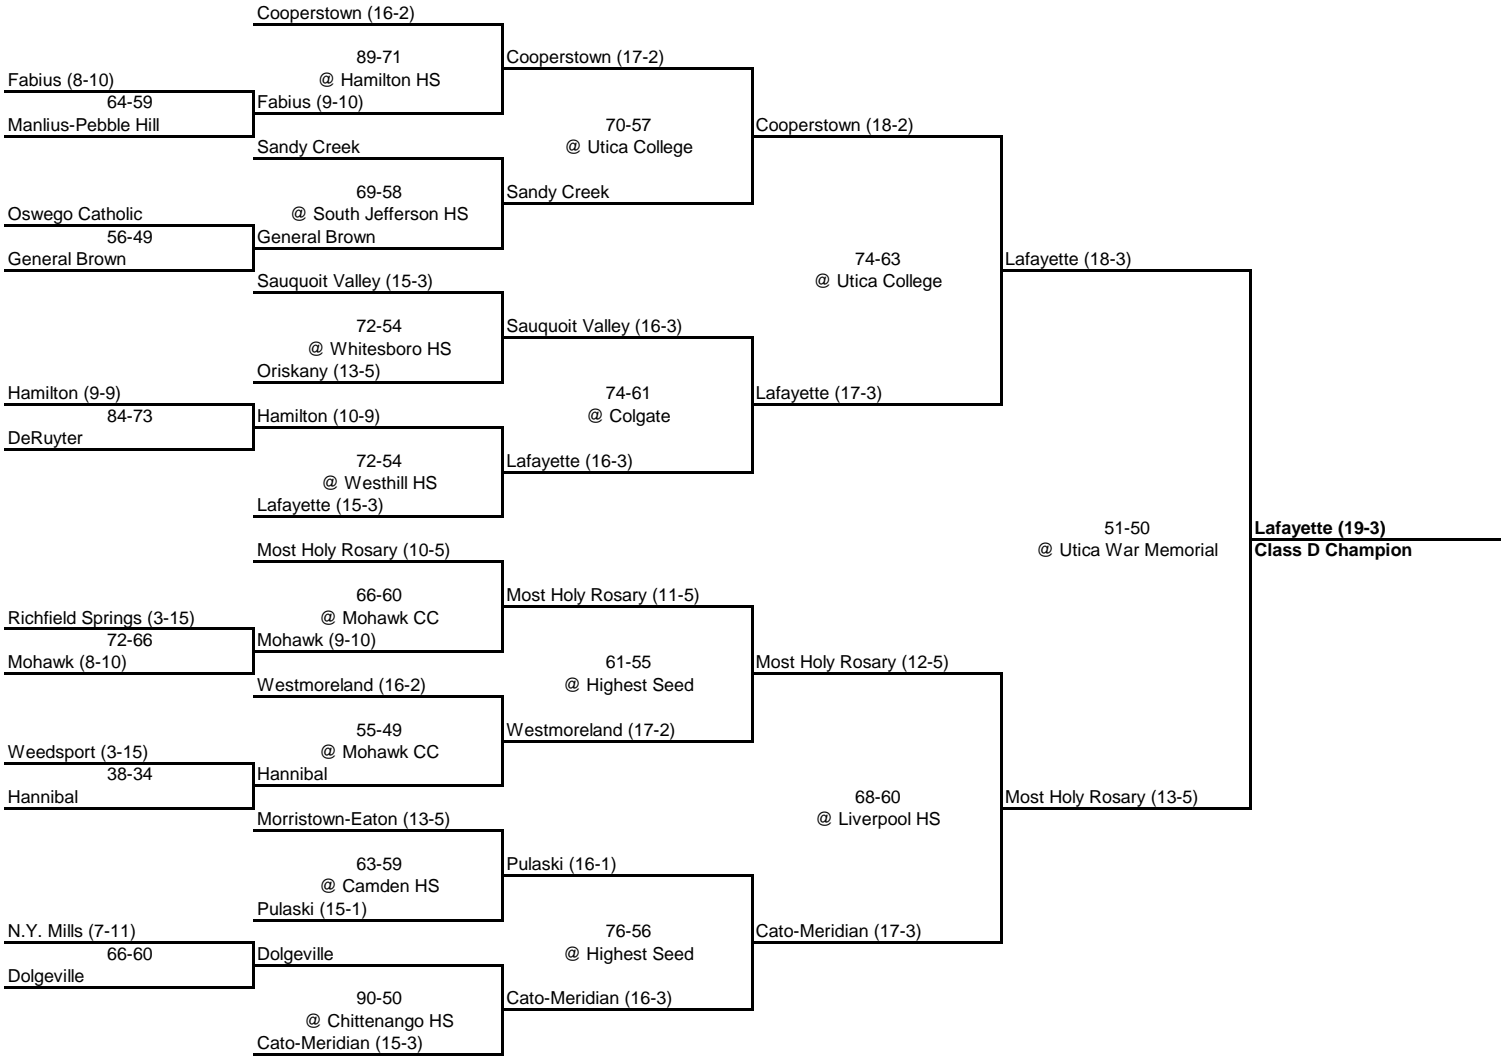 Cooperstown (16-2)
89-71
@ Hamilton HS
Cooperstown (17-2)
Fabius (8-10)
64-59
Manlius-Pebble Hill
Fabius (9-10)
70-57
@ Utica College
Cooperstown (18-2)
Sandy Creek
69-58
@ South Jefferson HS
Sandy Creek
Oswego Catholic
56-49
General Brown
General Brown
74-63
@ Utica College
Lafayette (18-3)
Sauquoit Valley (15-3)
72-54
@ Whitesboro HS
Sauquoit Valley (16-3)
Oriskany (13-5)
74-61
@ Colgate
Lafayette (17-3)
Hamilton (9-9)
84-73
DeRuyter
Hamilton (10-9)
72-54
@ Westhill HS
Lafayette (16-3)
Lafayette (15-3)
51-50
@ Utica War Memorial
Lafayette (19-3)
Class D Champion
Most Holy Rosary (10-5)
66-60
@ Mohawk CC
Most Holy Rosary (11-5)
Richfield Springs (3-15)
72-66
Mohawk (8-10)
Mohawk (9-10)
61-55
@ Highest Seed
Most Holy Rosary (12-5)
Westmoreland (16-2)
55-49
@ Mohawk CC
Westmoreland (17-2)
Weedsport (3-15)
38-34
Hannibal
Hannibal
68-60
@ Liverpool HS
Most Holy Rosary (13-5)
Morristown-Eaton (13-5)
63-59
@ Camden HS
Pulaski (16-1)
Pulaski (15-1)
76-56
@ Highest Seed
Cato-Meridian (17-3)
N.Y. Mills (7-11)
66-60
Dolgeville
Dolgeville
90-50
@ Chittenango HS
Cato-Meridian (16-3)
Cato-Meridian (15-3)